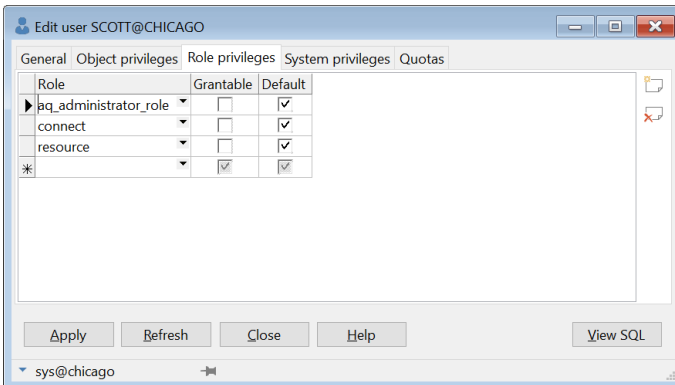 Edit user SCOTT@CHICAGO
General Object privileges Role privileges System privileges Quotas
Role Grantable Default
aq_administrator_role
connect
resource
Apply Refresh Close Help View SQL
sys@chicago